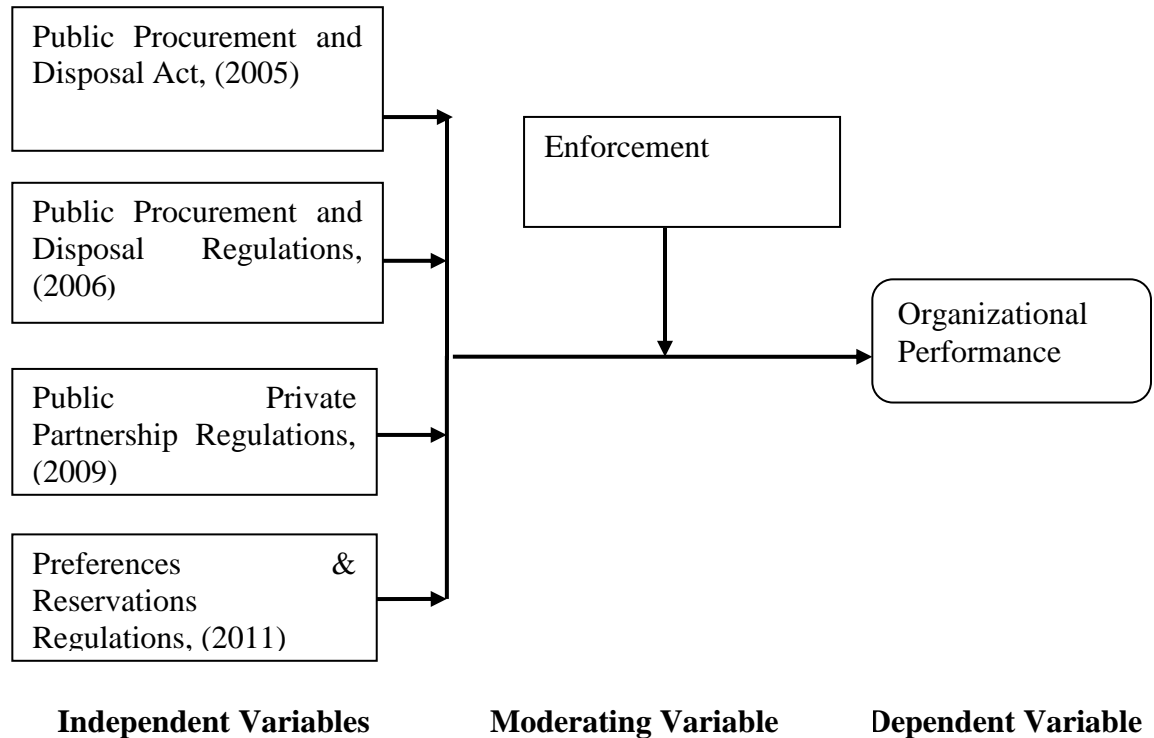 Public Procurement and
Disposal Act, (2005)
Public Procurement and
Disposal Regulations,
(2006)
Public Private
Partnership Regulations,
(2009)
Preferences &
Reservations
Regulations, (2011)
Enforcement
Organizational
Performance
Independent Variables
Moderating Variable
Dependent Variable